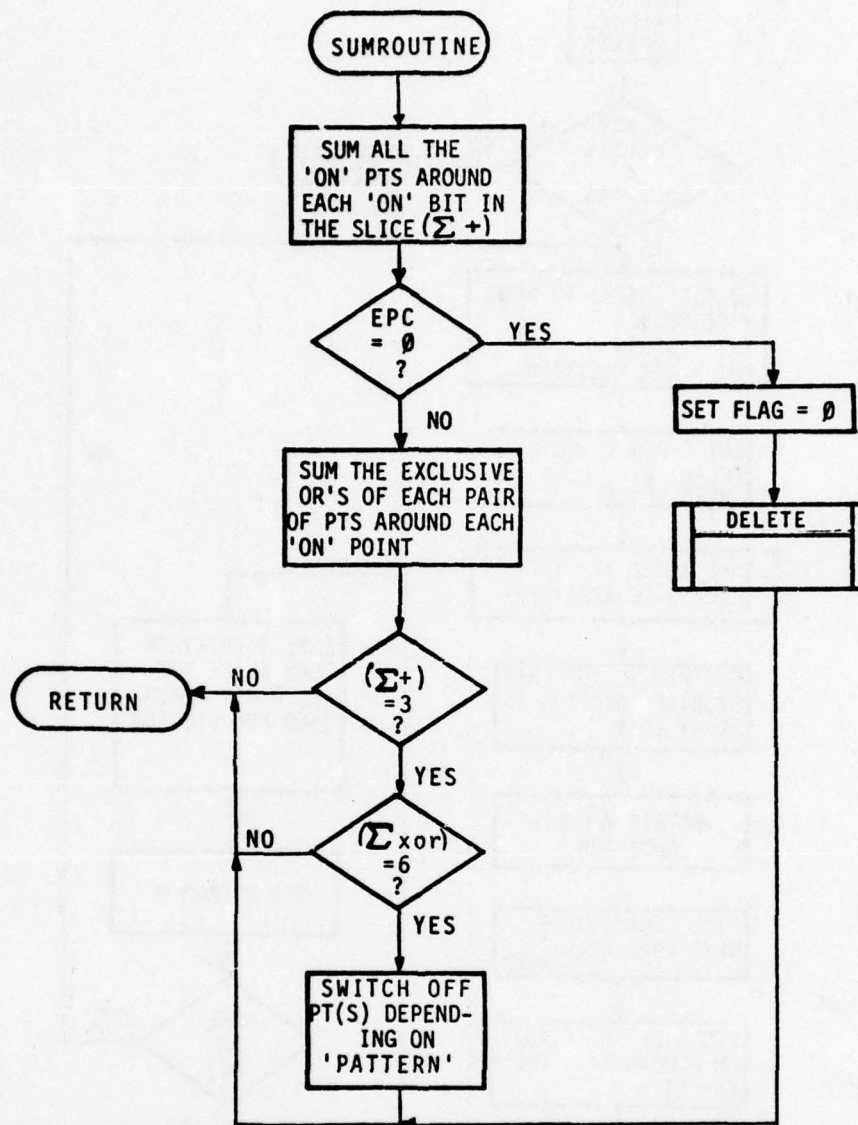 SUMROUTINE
SUM ALL THE
'ON' PTS AROUND
EACH 'ON' BIT IN
THE SLICE (Σ +)
EPC
= Ø
?
YES
NO
SET FLAG = Ø
DELETE
SUM THE EXCLUSIVE
OR'S OF EACH PAIR
OF PTS AROUND EACH
'ON' POINT
(Σ+)
=3
?
NO
RETURN
YES
(Σ xor)
=6
?
NO
YES
SWITCH OFF
PT(S) DEPEND-
ING ON
'PATTERN'